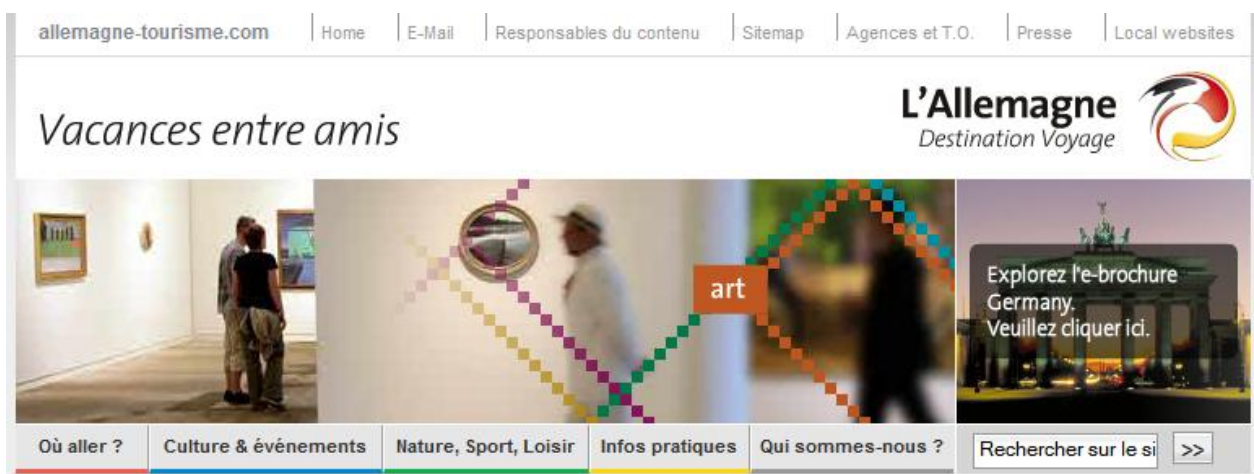 allemagne-tourisme.com Home E-Mail Responsables du contenu Sitemap Agences et T.O. Presse Local websites
Vacances entre amis
L'Allemagne
Destination Voyage
art
Explorez l'e-brochure
Germany.
Veuillez cliquer ici.
Où aller ? Culture & événements Nature, Sport, Loisir Infos pratiques Qui sommes-nous ? Rechercher sur le si >>